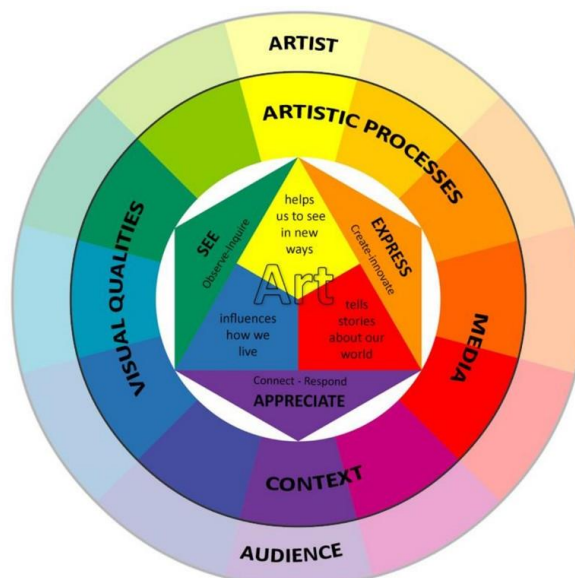 ARTIST
ARTISTIC PROCESSES
helps
us to see
in new
ways
SEE
Observe-Inquire
EXPRESS
Create-innovate
Art
influences
how we
live
tells
stories
about our
world
VISUAL QUALITIES
MEDIA
Connect - Respond
APPRECIATE
CONTEXT
AUDIENCE